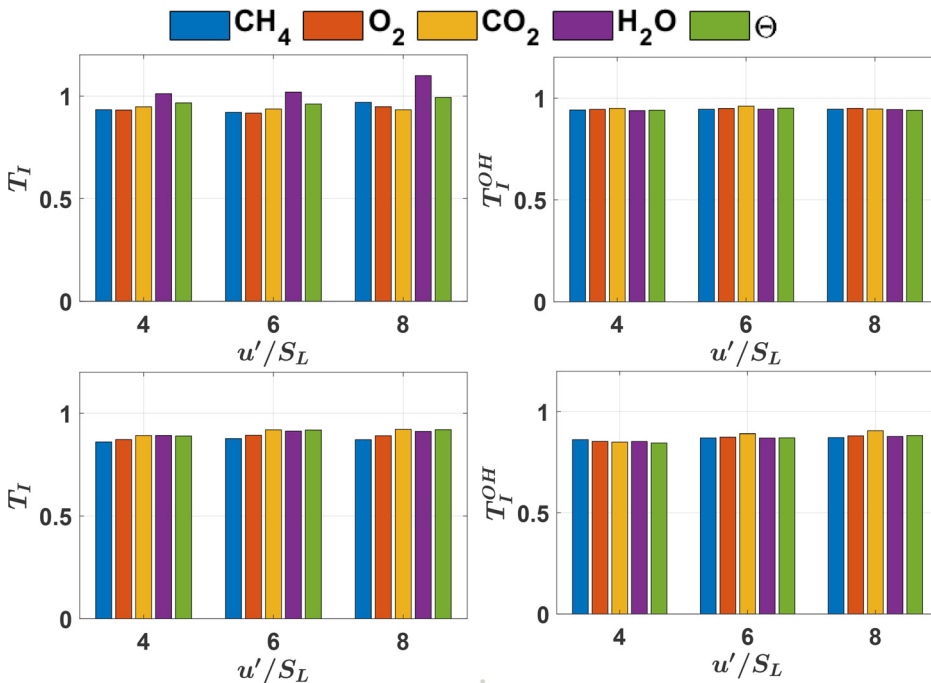 CH₄ O₂ CO₂ H₂O Θ
T_I
1
0.5
0
4 6 8
u'/S_L
T_I^{OH}
1
0.5
0
4 6 8
u'/S_L
T_I
1
0.5
0
4 6 8
u'/S_L
T_I^{OH}
1
0.5
0
4 6 8
u'/S_L